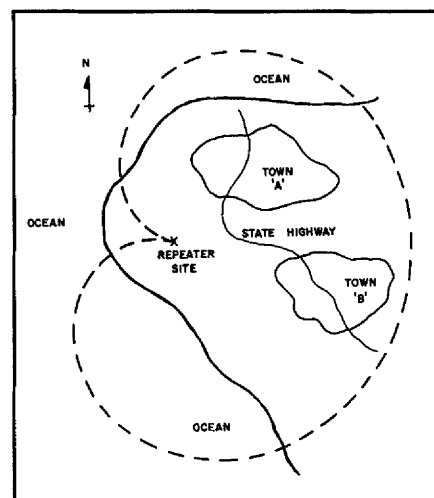 N
OCEAN
TOWN
'A'
OCEAN
STATE HIGHWAY
X
REPEATER
SITE
TOWN
'B'
OCEAN